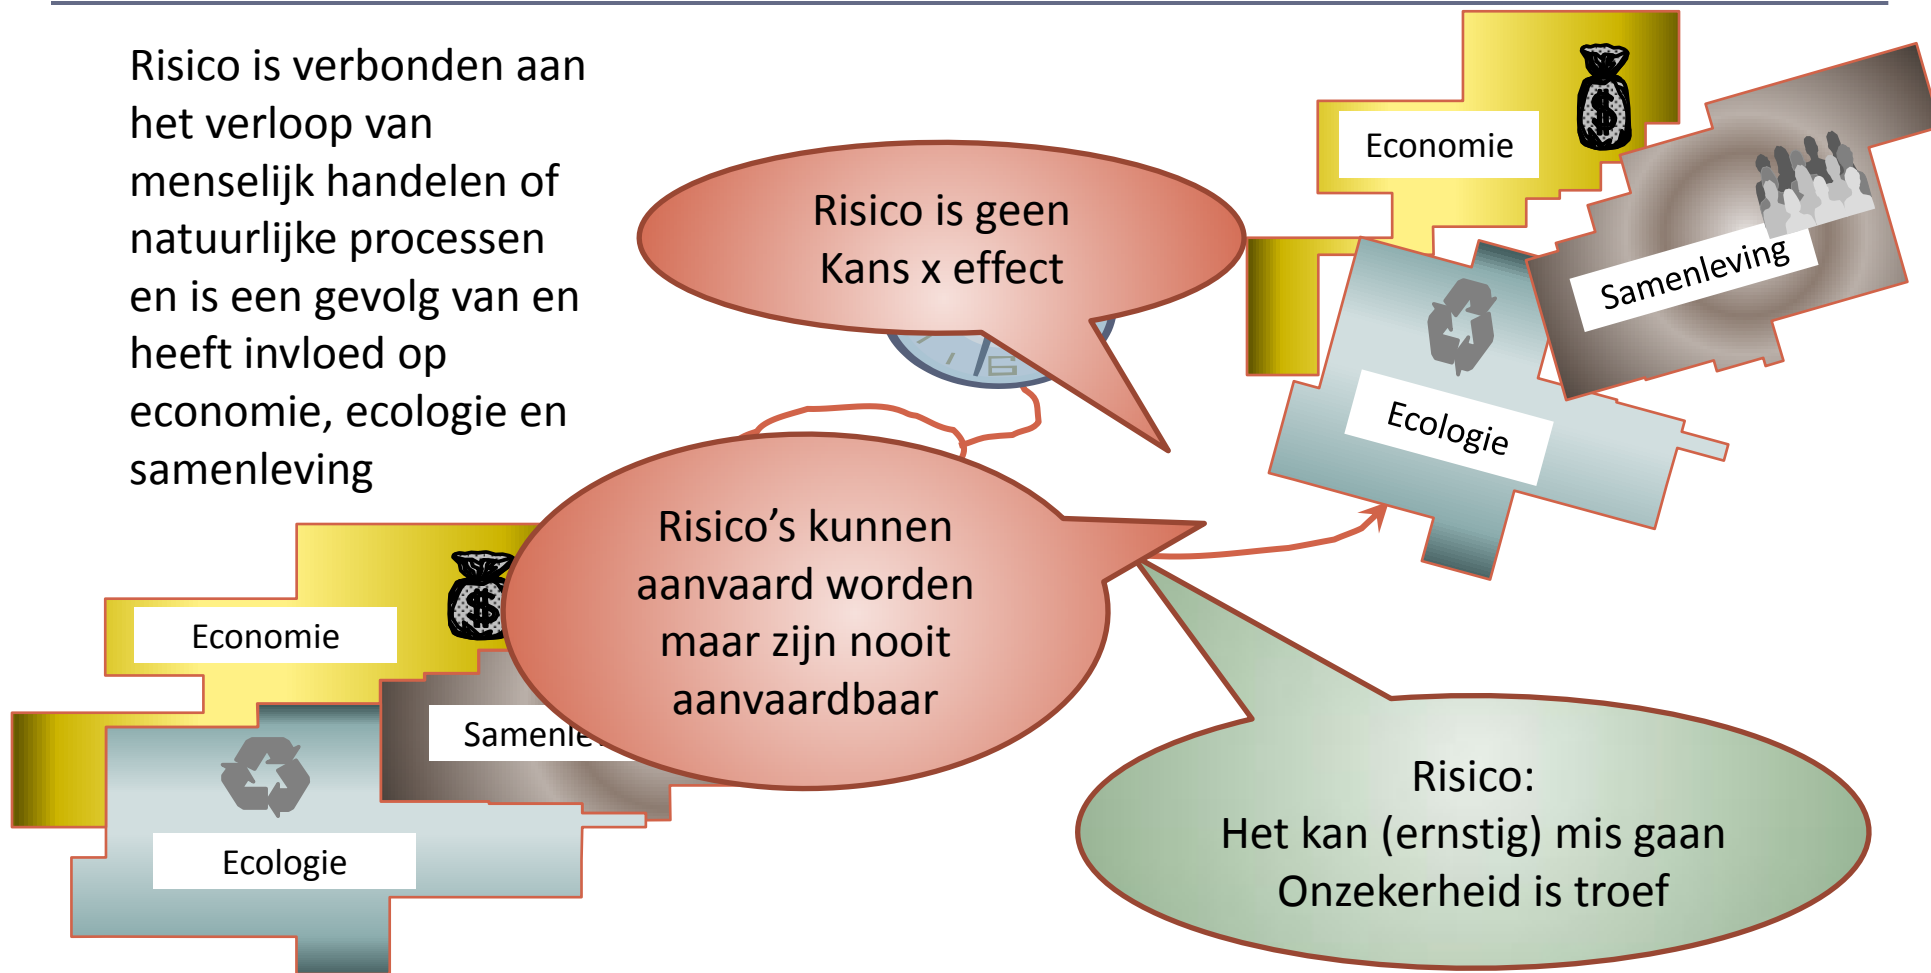 Risico is verbonden aan
het verloop van
menselijk handelen of
natuurlijke processen
en is een gevolg van en
heeft invloed op
economie, ecologie en
samenleving
Risico is geen
Kans x effect
6
Economie
$
Samenleving
Ecologie
Risico’s kunnen
aanvaard worden
maar zijn nooit
aanvaardbaar
Economie
$
Samenle
Ecologie
Risico:
Het kan (ernstig) mis gaan
Onzekerheid is troef